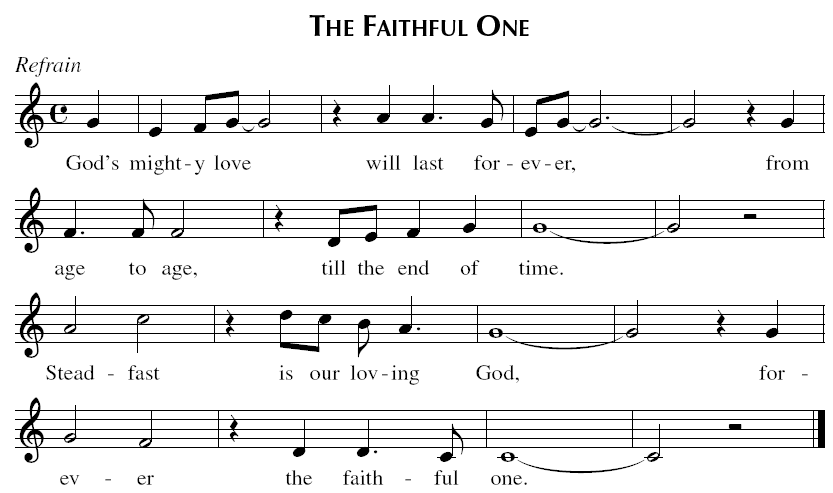 THE FAITHFUL ONE
Refrain
God's might-y love will last for-ev-er, from
age to age, till the end of time.
Stead - fast is our lov-ing God, for -
ev - er the faith - ful one.